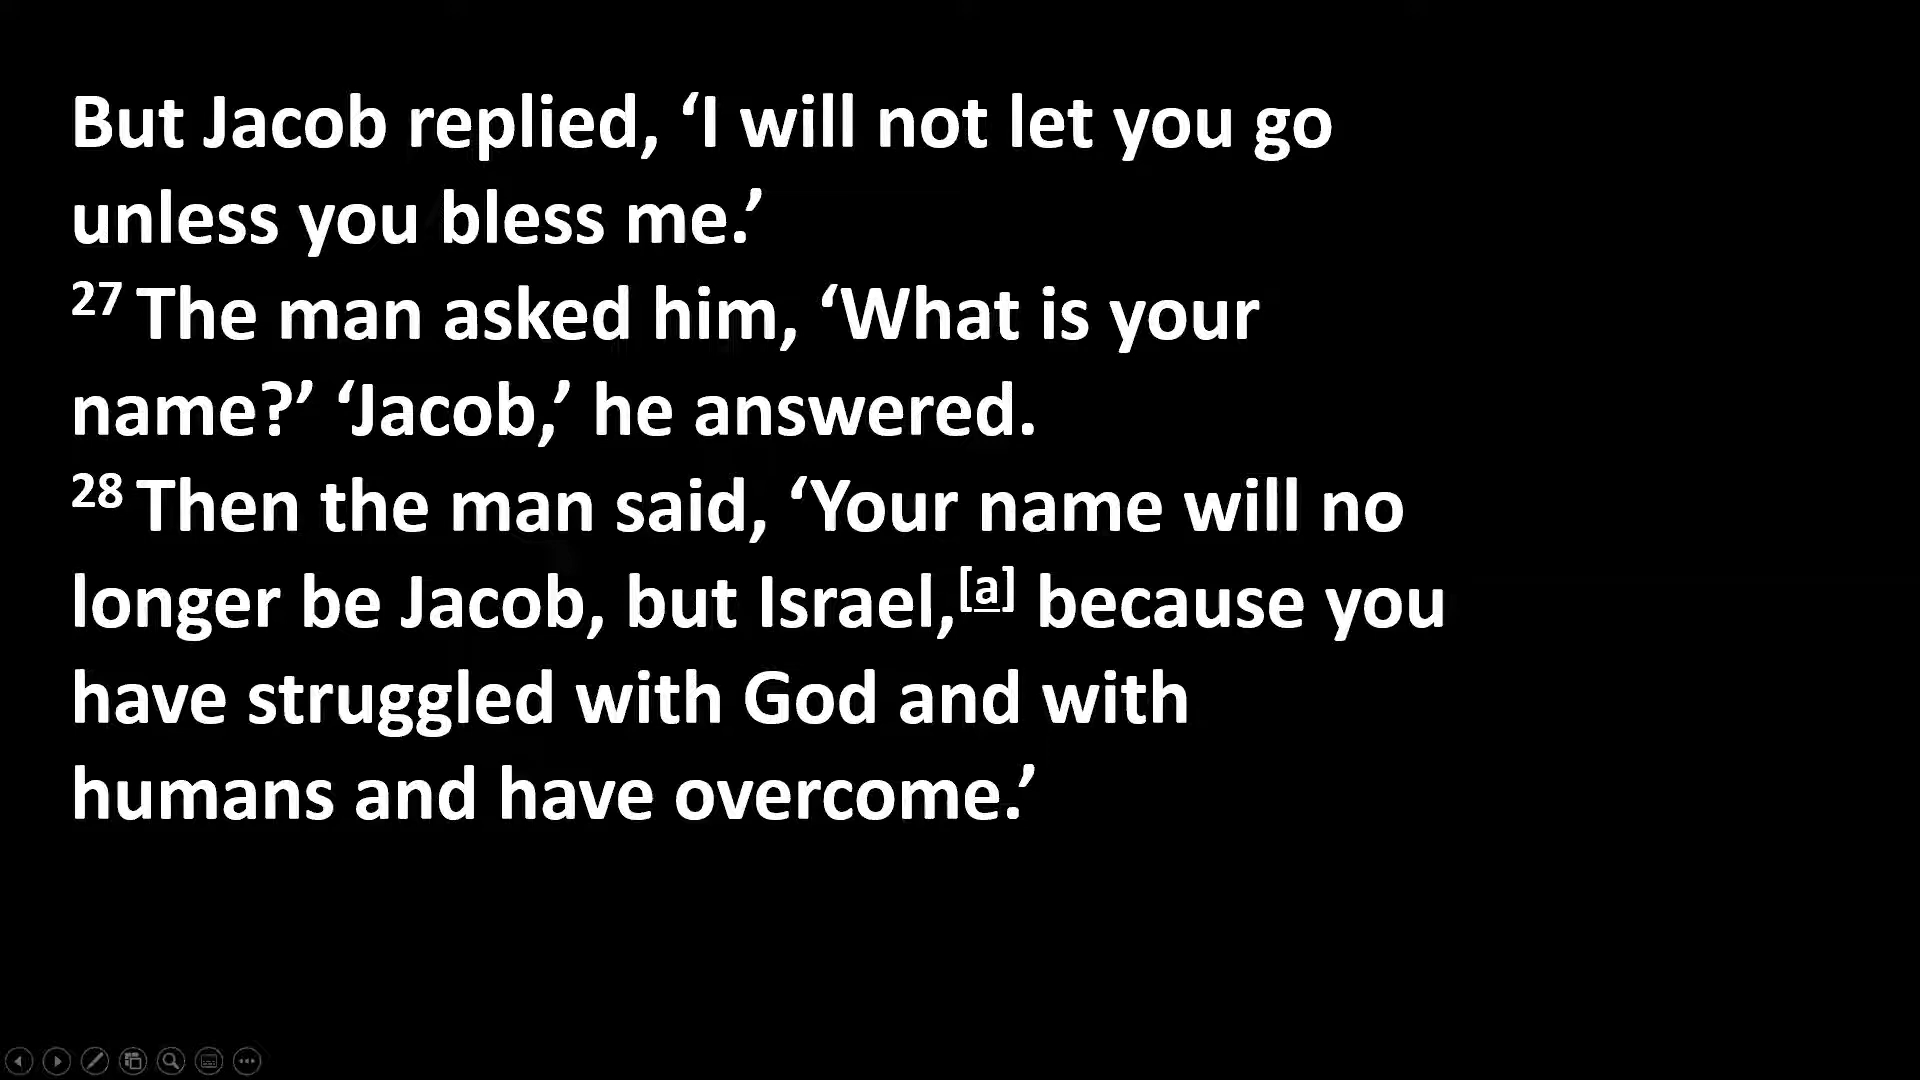 But Jacob replied, ‘I will not let you go
unless you bless me.’
27 The man asked him, ‘What is your
name?’ ‘Jacob,’ he answered.
28 Then the man said, ‘Your name will no
longer be Jacob, but Israel,[a] because you
have struggled with God and with
humans and have overcome.’